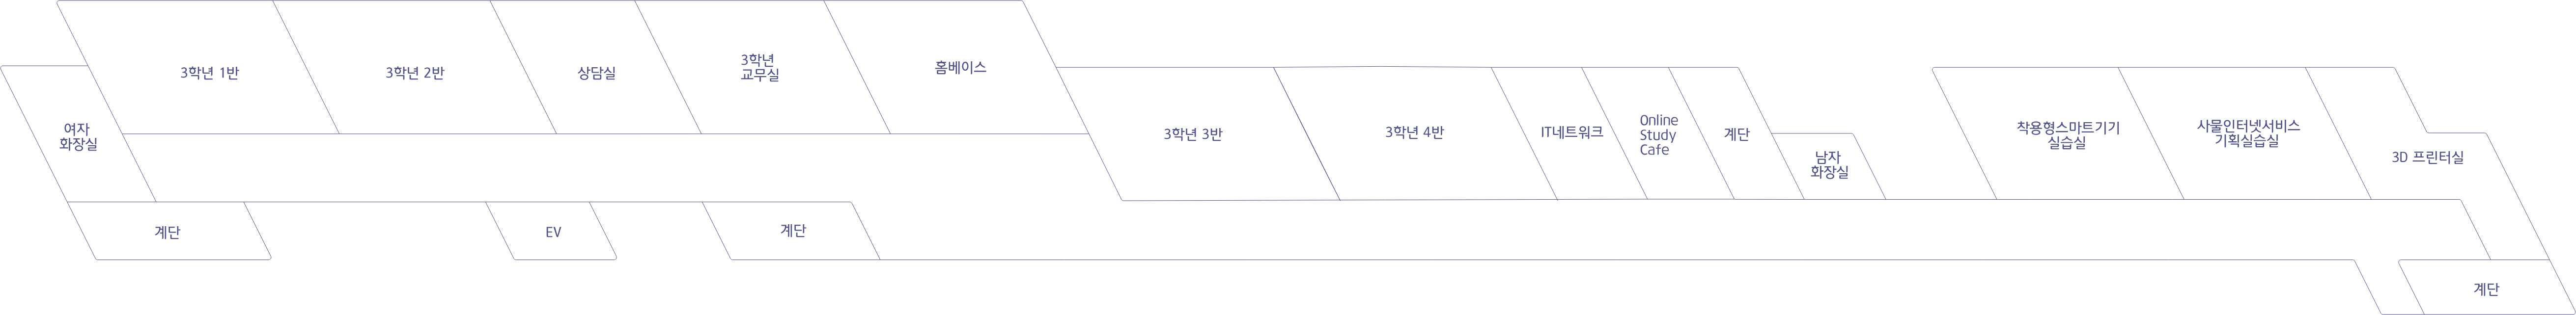 3학년 1반
3학년 2반
상담실
3학년
교무실
홈베이스
여자
화장실
3학년 3반
3학년 4반
IT네트워크
Online
Study
Cafe
계단
남자
화장실
착용형스마트기기
실습실
사물인터넷서비스
기획실습실
3D 프린터실
계단
EV
계단
계단